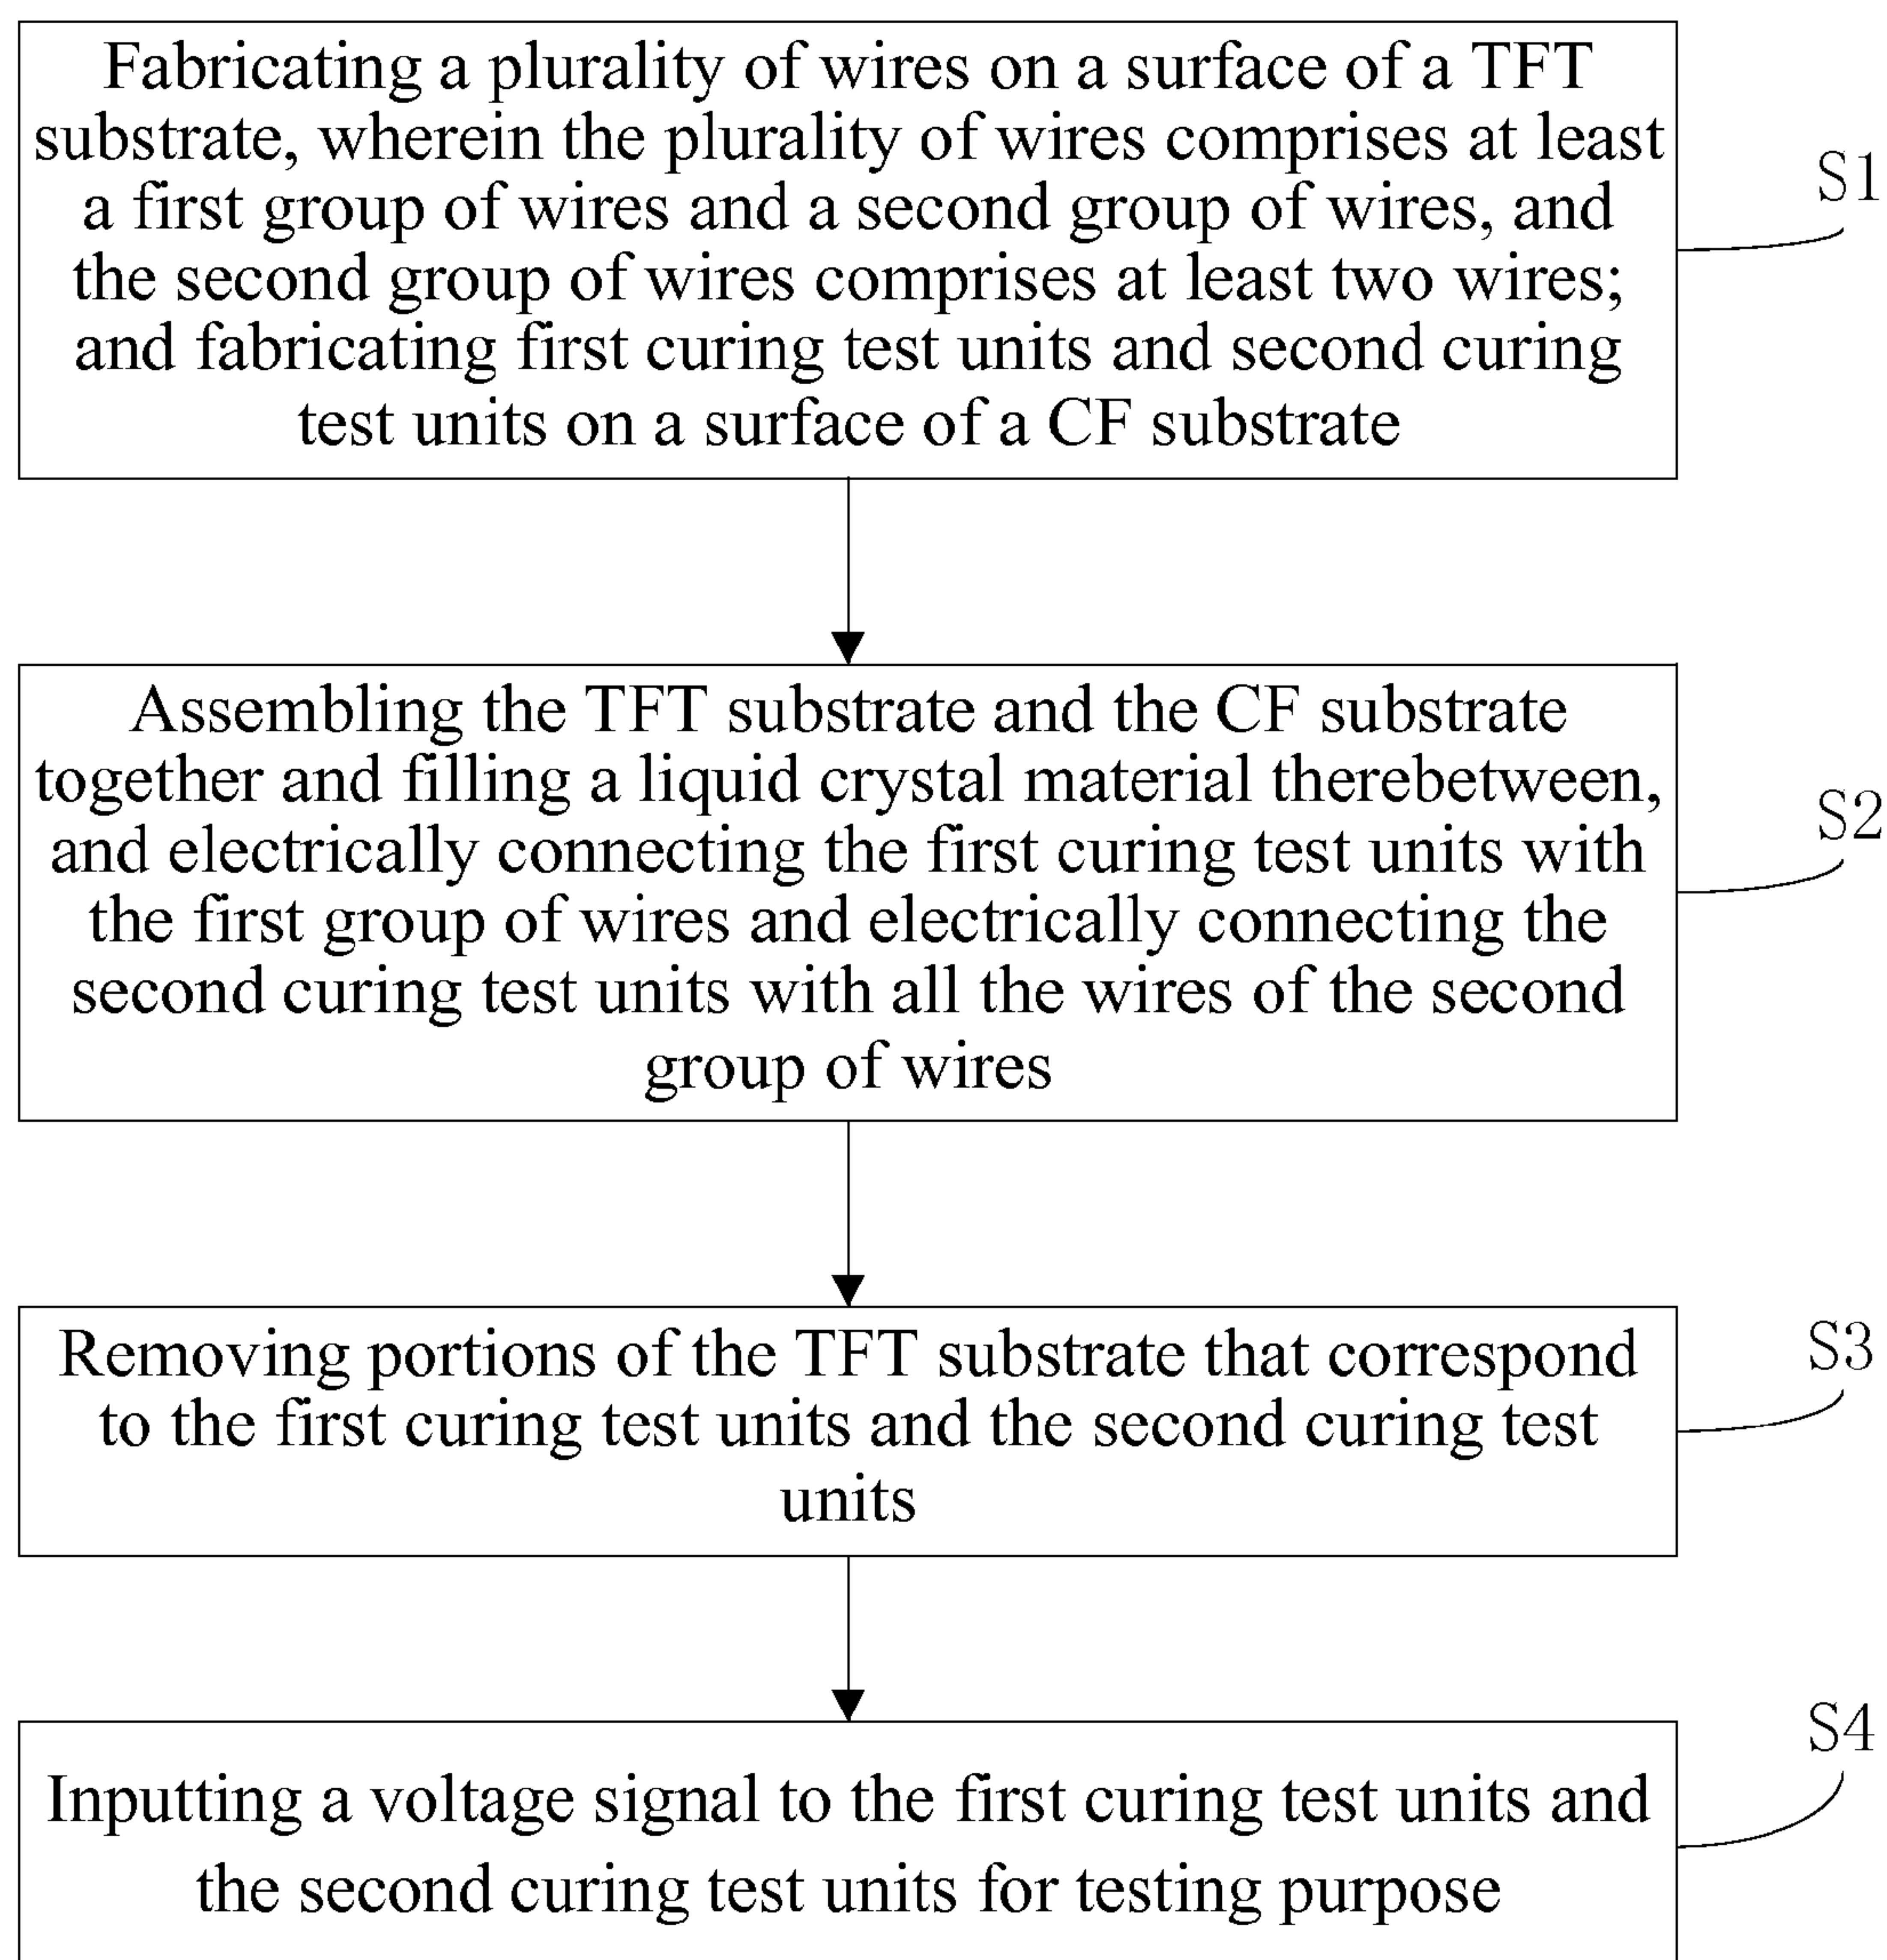 Fabricating a plurality of wires on a surface of a TFT
substrate, wherein the plurality of wires comprises at least
a first group of wires and a second group of wires, and
the second group of wires comprises at least two wires;
and fabricating first curing test units and second curing
test units on a surface of a CF substrate
S1
Assembling the TFT substrate and the CF substrate
together and filling a liquid crystal material therebetween,
and electrically connecting the first curing test units with
the first group of wires and electrically connecting the
second curing test units with all the wires of the second
group of wires
S2
Removing portions of the TFT substrate that correspond
to the first curing test units and the second curing test
units
S3
Inputting a voltage signal to the first curing test units and
the second curing test units for testing purpose
S4